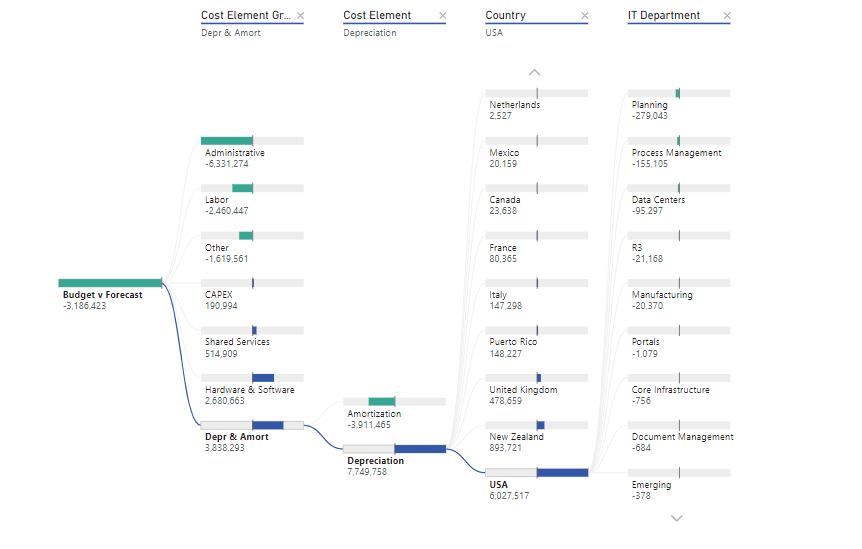 Cost Element Gr...
Depr & Amort
Cost Element
Depreciation
Country
USA
IT Department
Budget v Forecast
-3,186,423
Administrative
-6,331,274
Labor
-2,460,447
Other
-1,619,561
CAPEX
190,994
Shared Services
514,909
Hardware & Software
2,680,663
Depr & Amort
3,838,293
Amortization
-3,911,465
Depreciation
7,749,758
Netherlands
2,527
Mexico
20,159
Canada
23,638
France
80,365
Italy
147,298
Puerto Rico
148,227
United Kingdom
478,659
New Zealand
893,721
USA
6,027,517
Planning
-279,043
Process Management
-155,105
Data Centers
-95,297
R3
-21,168
Manufacturing
-20,370
Portals
-1,079
Core Infrastructure
-756
Document Management
-684
Emerging
-378